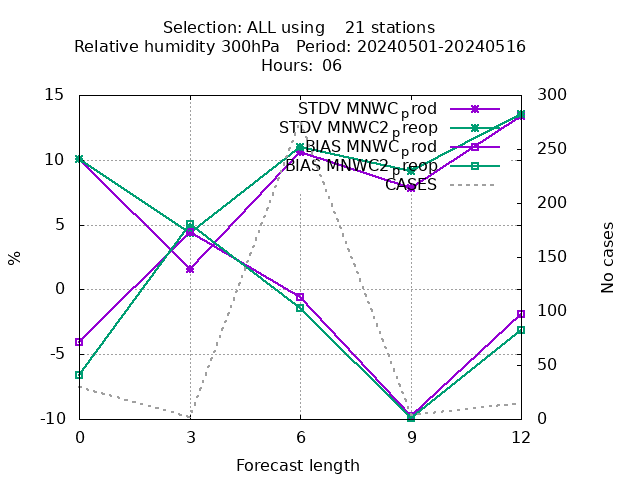 Selection: ALL using 21 stations
Relative humidity 300hPa Period: 20240501-20240516
Hours: 06
15
10
5
0
-5
-10
%
STDV MNWC_prod
STDV MNWC2_preop
BIAS MNWC_prod
BIAS MNWC2_preop
CASES
300
250
200
150
100
50
0
No cases
0 3 6 9 12
Forecast length